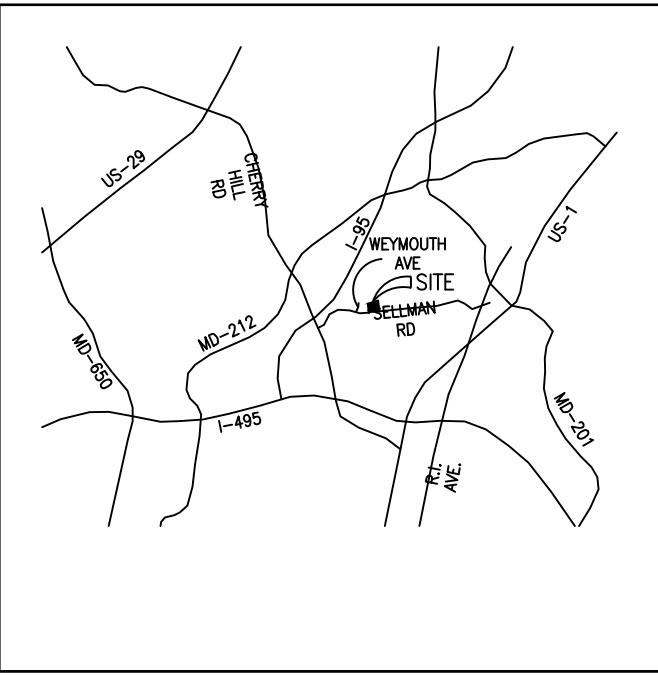 US-29
CHERRY
HILL
RD
I-95
US-1
WEYMOUTH
AVE
SITE
SELLMAN
RD
MD-212
MD-650
I-495
MD-201
R.I.
AVE.